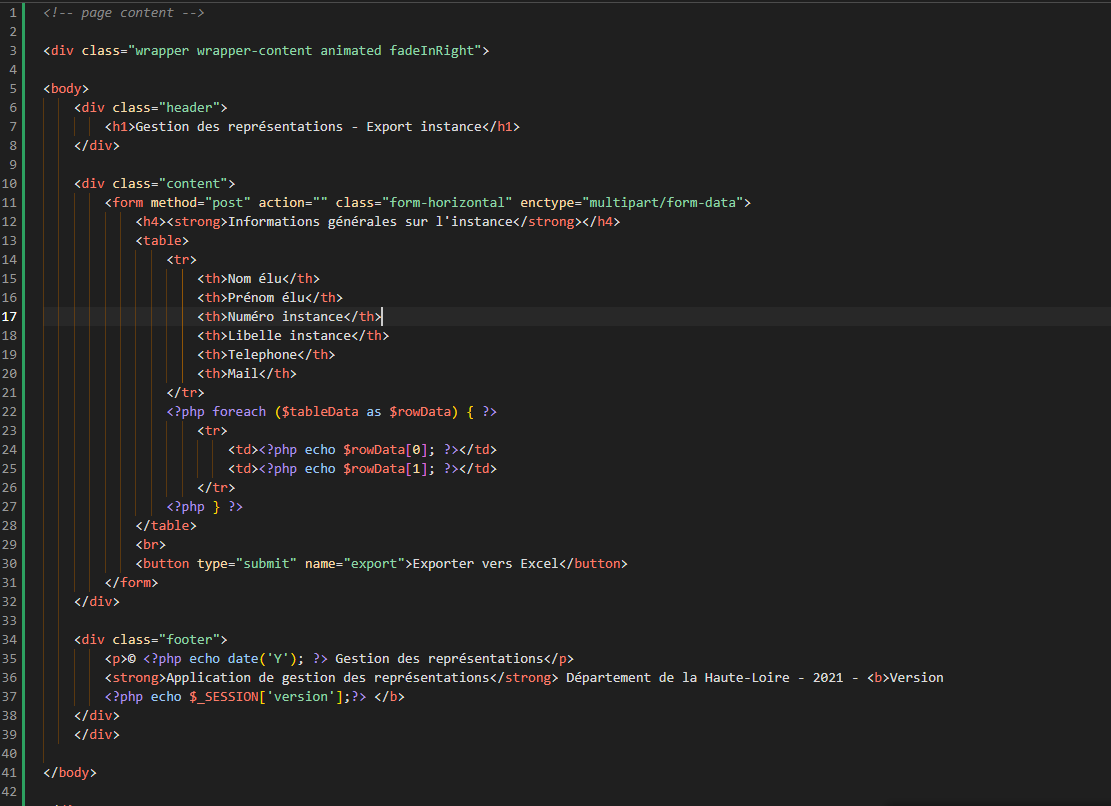 1 <!-- page content -->
2
3 <div class="wrapper wrapper-content animated fadeInRight">
4
5 <body>
6 <div class="header">
7 <h1>Gestion des représentations - Export instance</h1>
8 </div>
9
10 <div class="content">
11 <form method="post" action="" class="form-horizontal" enctype="multipart/form-data">
12 <h4><strong>Informations générales sur l'instance</strong></h4>
13 <table>
14 <tr>
15 <th>Nom élu</th>
16 <th>Prénom élu</th>
17 <th>Numéro instance</th>
18 <th>Libelle instance</th>
19 <th>Telephone</th>
20 <th>Mail</th>
21 </tr>
22 <?php foreach ($tableData as $rowData) { ?>
23 <tr>
24 <td><?php echo $rowData[0]; ?></td>
25 <td><?php echo $rowData[1]; ?></td>
26 </tr>
27 <?php } ?>
28 </table>
29 <br>
30 <button type="submit" name="export">Exporter vers Excel</button>
31 </form>
32 </div>
33
34 <div class="footer">
35 <p>© <?php echo date('Y'); ?> Gestion des représentations</p>
36 <strong>Application de gestion des représentations</strong> Département de la Haute-Loire - 2021 - <b>Version
37 <?php echo $_SESSION['version'];?> </b>
38 </div>
39 </div>
40
41 </body>
42